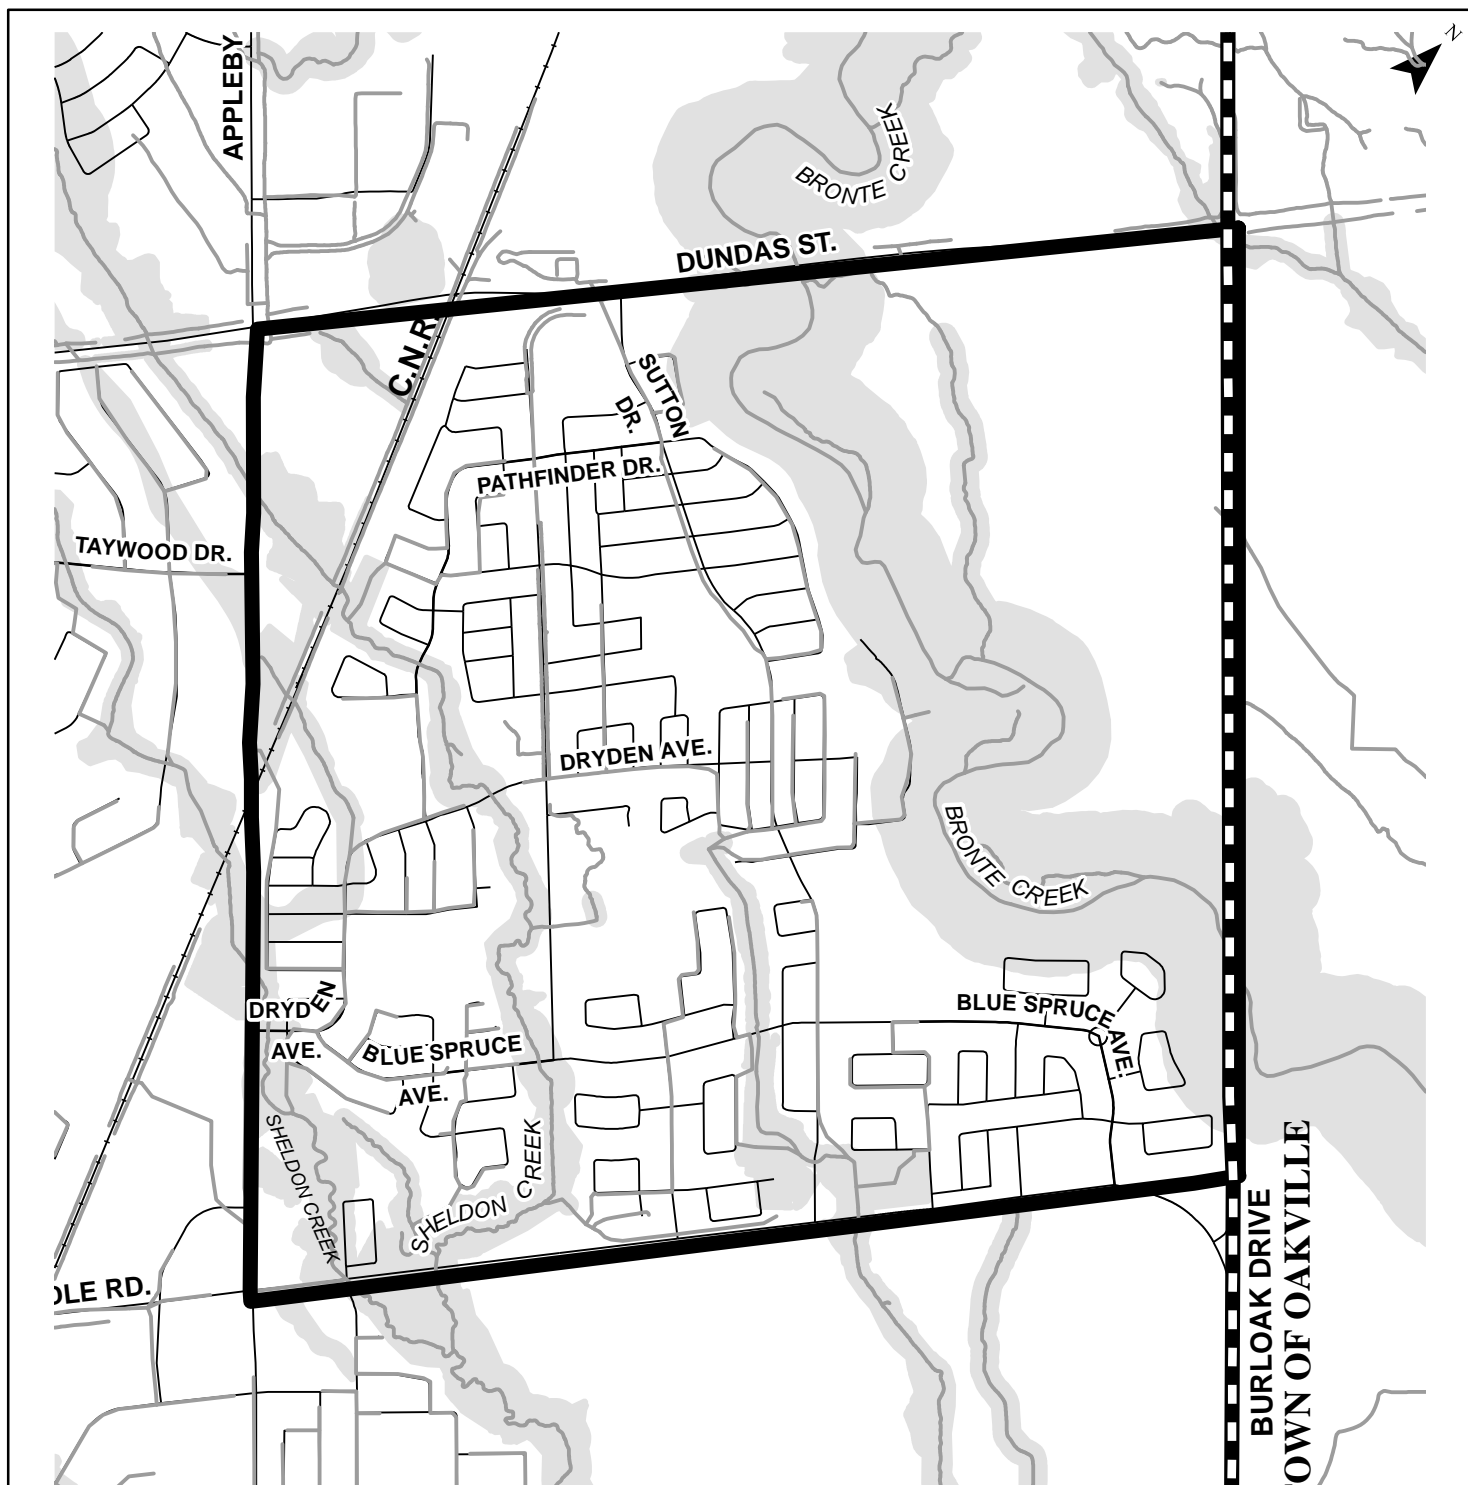 N
APPLEBY
BRONTE CREEK
DUNDAS ST.
C.N.R.
SUTTON
DR.
PATHFINDER DR.
TAYWOOD DR.
DRYDEN AVE.
BRONTE CREEK
DRYDEN
AVE.
BLUE SPRUCE
AVE.
BLUE SPRUCE
AVE.
SHELDON CREEK
SHELDON CREEK
OLE RD.
BURLOAK DRIVE
TOWN OF OAKVILLE